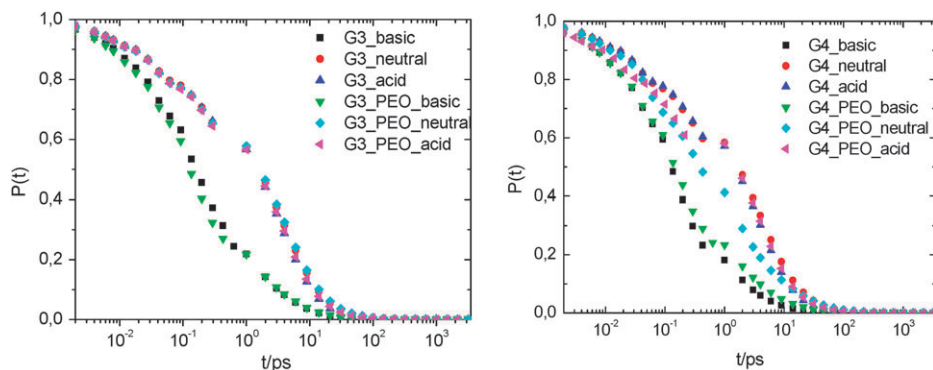 1,0
0,8
0,6
0,4
0,2
0,0
P(t)
G3_basic
G3_neutral
G3_acid
G3_PEO_basic
G3_PEO_neutral
G3_PEO_acid
10⁻² 10⁻¹ 10⁰ 10¹ 10² 10³
t/ps
1,0
0,8
0,6
0,4
0,2
0,0
P(t)
G4_basic
G4_neutral
G4_acid
G4_PEO_basic
G4_PEO_neutral
G4_PEO_acid
10⁻² 10⁻¹ 10⁰ 10¹ 10² 10³
t/ps